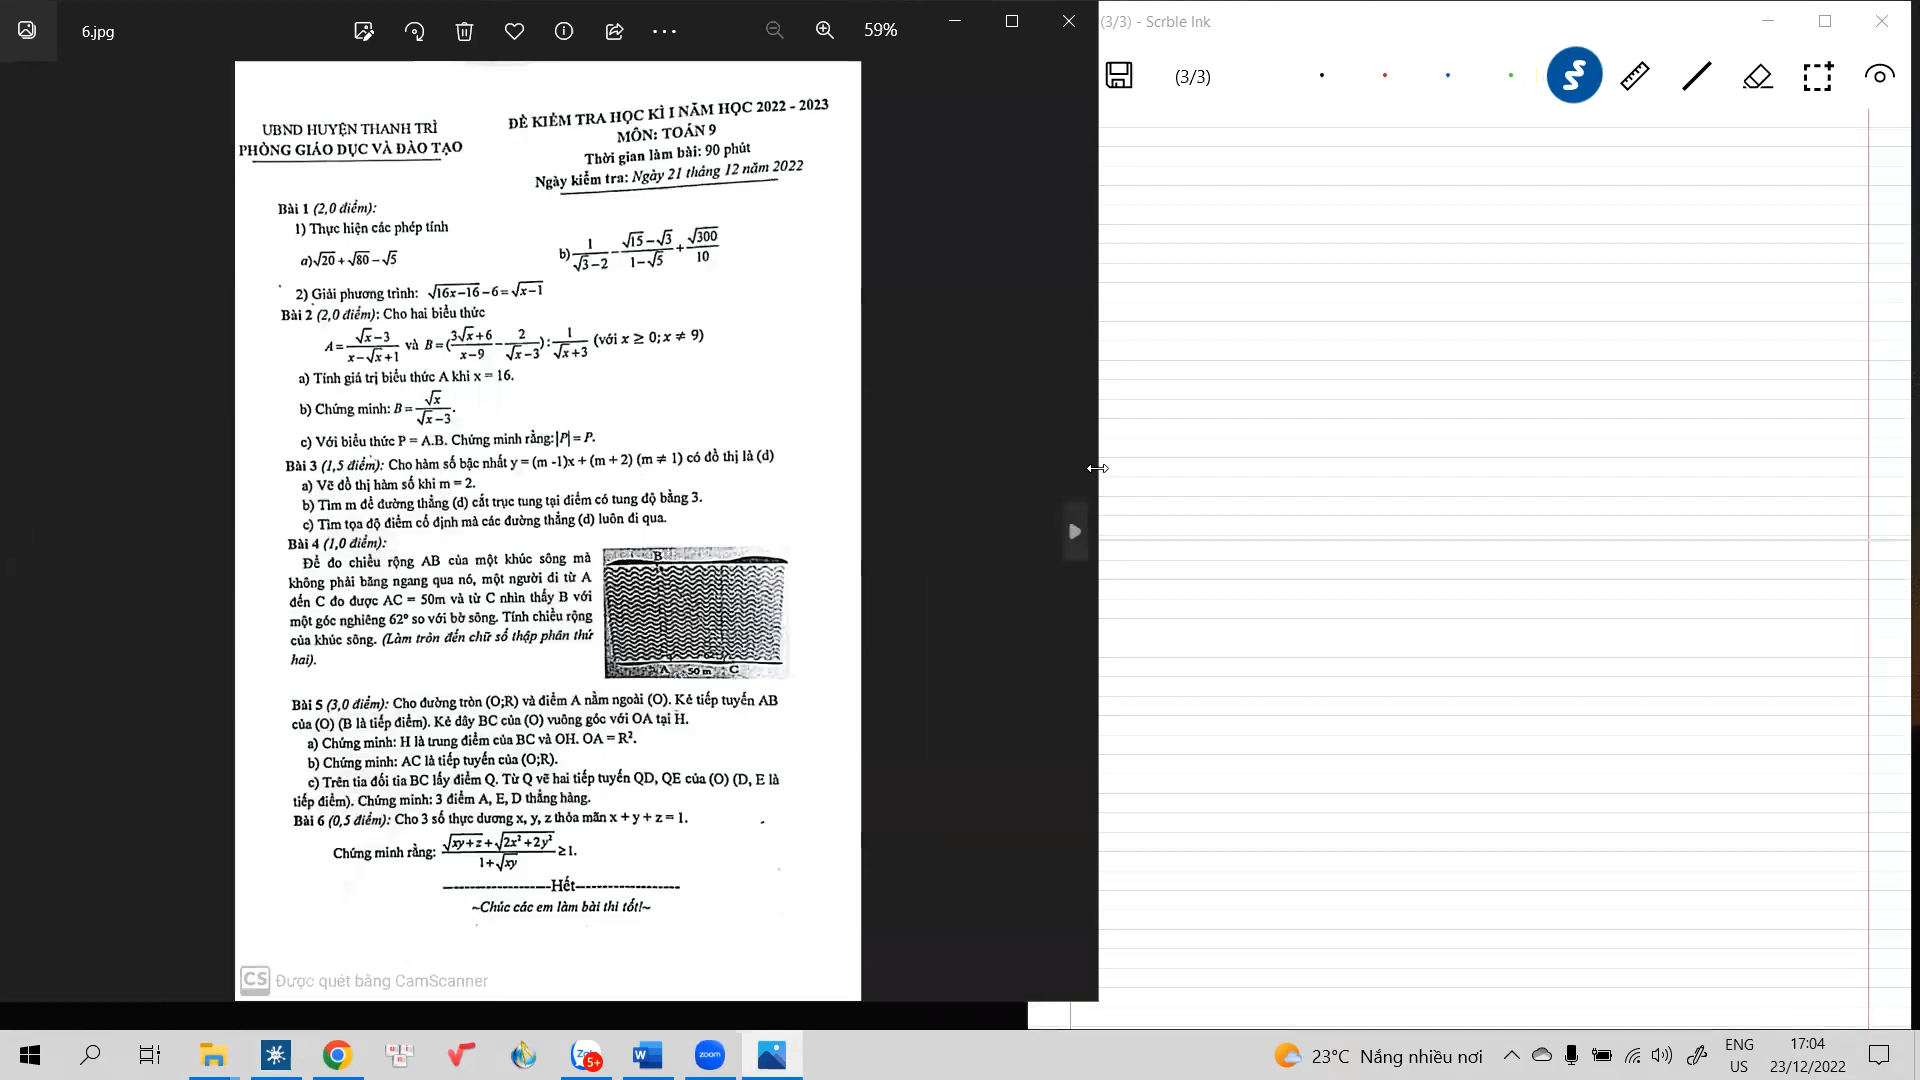 6.jpg
59%
(3/3) - Scrble Ink
(3/3)
UBND HUYỆN THANH TRÌ
PHÒNG GIÁO DỤC VÀ ĐÀO TẠO
ĐỀ KIỂM TRA HỌC KÌ I NĂM HỌC 2022 - 2023
MÔN: TOÁN 9
Thời gian làm bài: 90 phút
Ngày kiểm tra: Ngày 21 tháng 12 năm 2022
Bài 1 (2,0 điểm):
1) Thực hiện các phép tính
a) √20 + √80 − √5
b) 1/(√3−2) − (√15−√3)/(1−√5) + √300/10
2) Giải phương trình: √(16x−16) − 6 = √(x−1)
Bài 2 (2,0 điểm): Cho hai biểu thức
A = (√x−3)/(x−√x+1) và B = ((3√x+6)/(x−9) − 2/(√x−3)) : 1/(√x+3) (với x ≥ 0; x ≠ 9)
a) Tính giá trị biểu thức A khi x = 16.
b) Chứng minh: B = √x/(√x−3).
c) Với biểu thức P = A.B. Chứng minh rằng: |P| = P.
Bài 3 (1,5 điểm): Cho hàm số bậc nhất y = (m -1)x + (m + 2) (m ≠ 1) có đồ thị là (d)
a) Vẽ đồ thị hàm số khi m = 2.
b) Tìm m để đường thẳng (d) cắt trục tung tại điểm có tung độ bằng 3.
c) Tìm tọa độ điểm cố định mà các đường thẳng (d) luôn đi qua.
Bài 4 (1,0 điểm):
Để đo chiều rộng AB của một khúc sông mà
không phải băng ngang qua nó, một người đi từ A
đến C đo được AC = 50m và từ C nhìn thấy B với
một góc nghiêng 62° so với bờ sông. Tính chiều rộng
của khúc sông. (Làm tròn đến chữ số thập phân thứ
hai).
B
62°
A 50 m C
Bài 5 (3,0 điểm): Cho đường tròn (O;R) và điểm A nằm ngoài (O). Kẻ tiếp tuyến AB
của (O) (B là tiếp điểm). Kẻ dây BC của (O) vuông góc với OA tại H.
a) Chứng minh: H là trung điểm của BC và OH. OA = R².
b) Chứng minh: AC là tiếp tuyến của (O;R).
c) Trên tia đối tia BC lấy điểm Q. Từ Q vẽ hai tiếp tuyến QD, QE của (O) (D, E là
tiếp điểm). Chứng minh: 3 điểm A, E, D thẳng hàng.
Bài 6 (0,5 điểm): Cho 3 số thực dương x, y, z thỏa mãn x + y + z = 1.
Chứng minh rằng: (√(xy+z) + √(2x²+2y²))/(1+√xy) ≥ 1.
--------------------Hết-------------------
~Chúc các em làm bài thi tốt!~
CS Được quét bằng CamScanner
5+
zoom
23°C Nắng nhiều nơi
ENG
US
17:04
23/12/2022